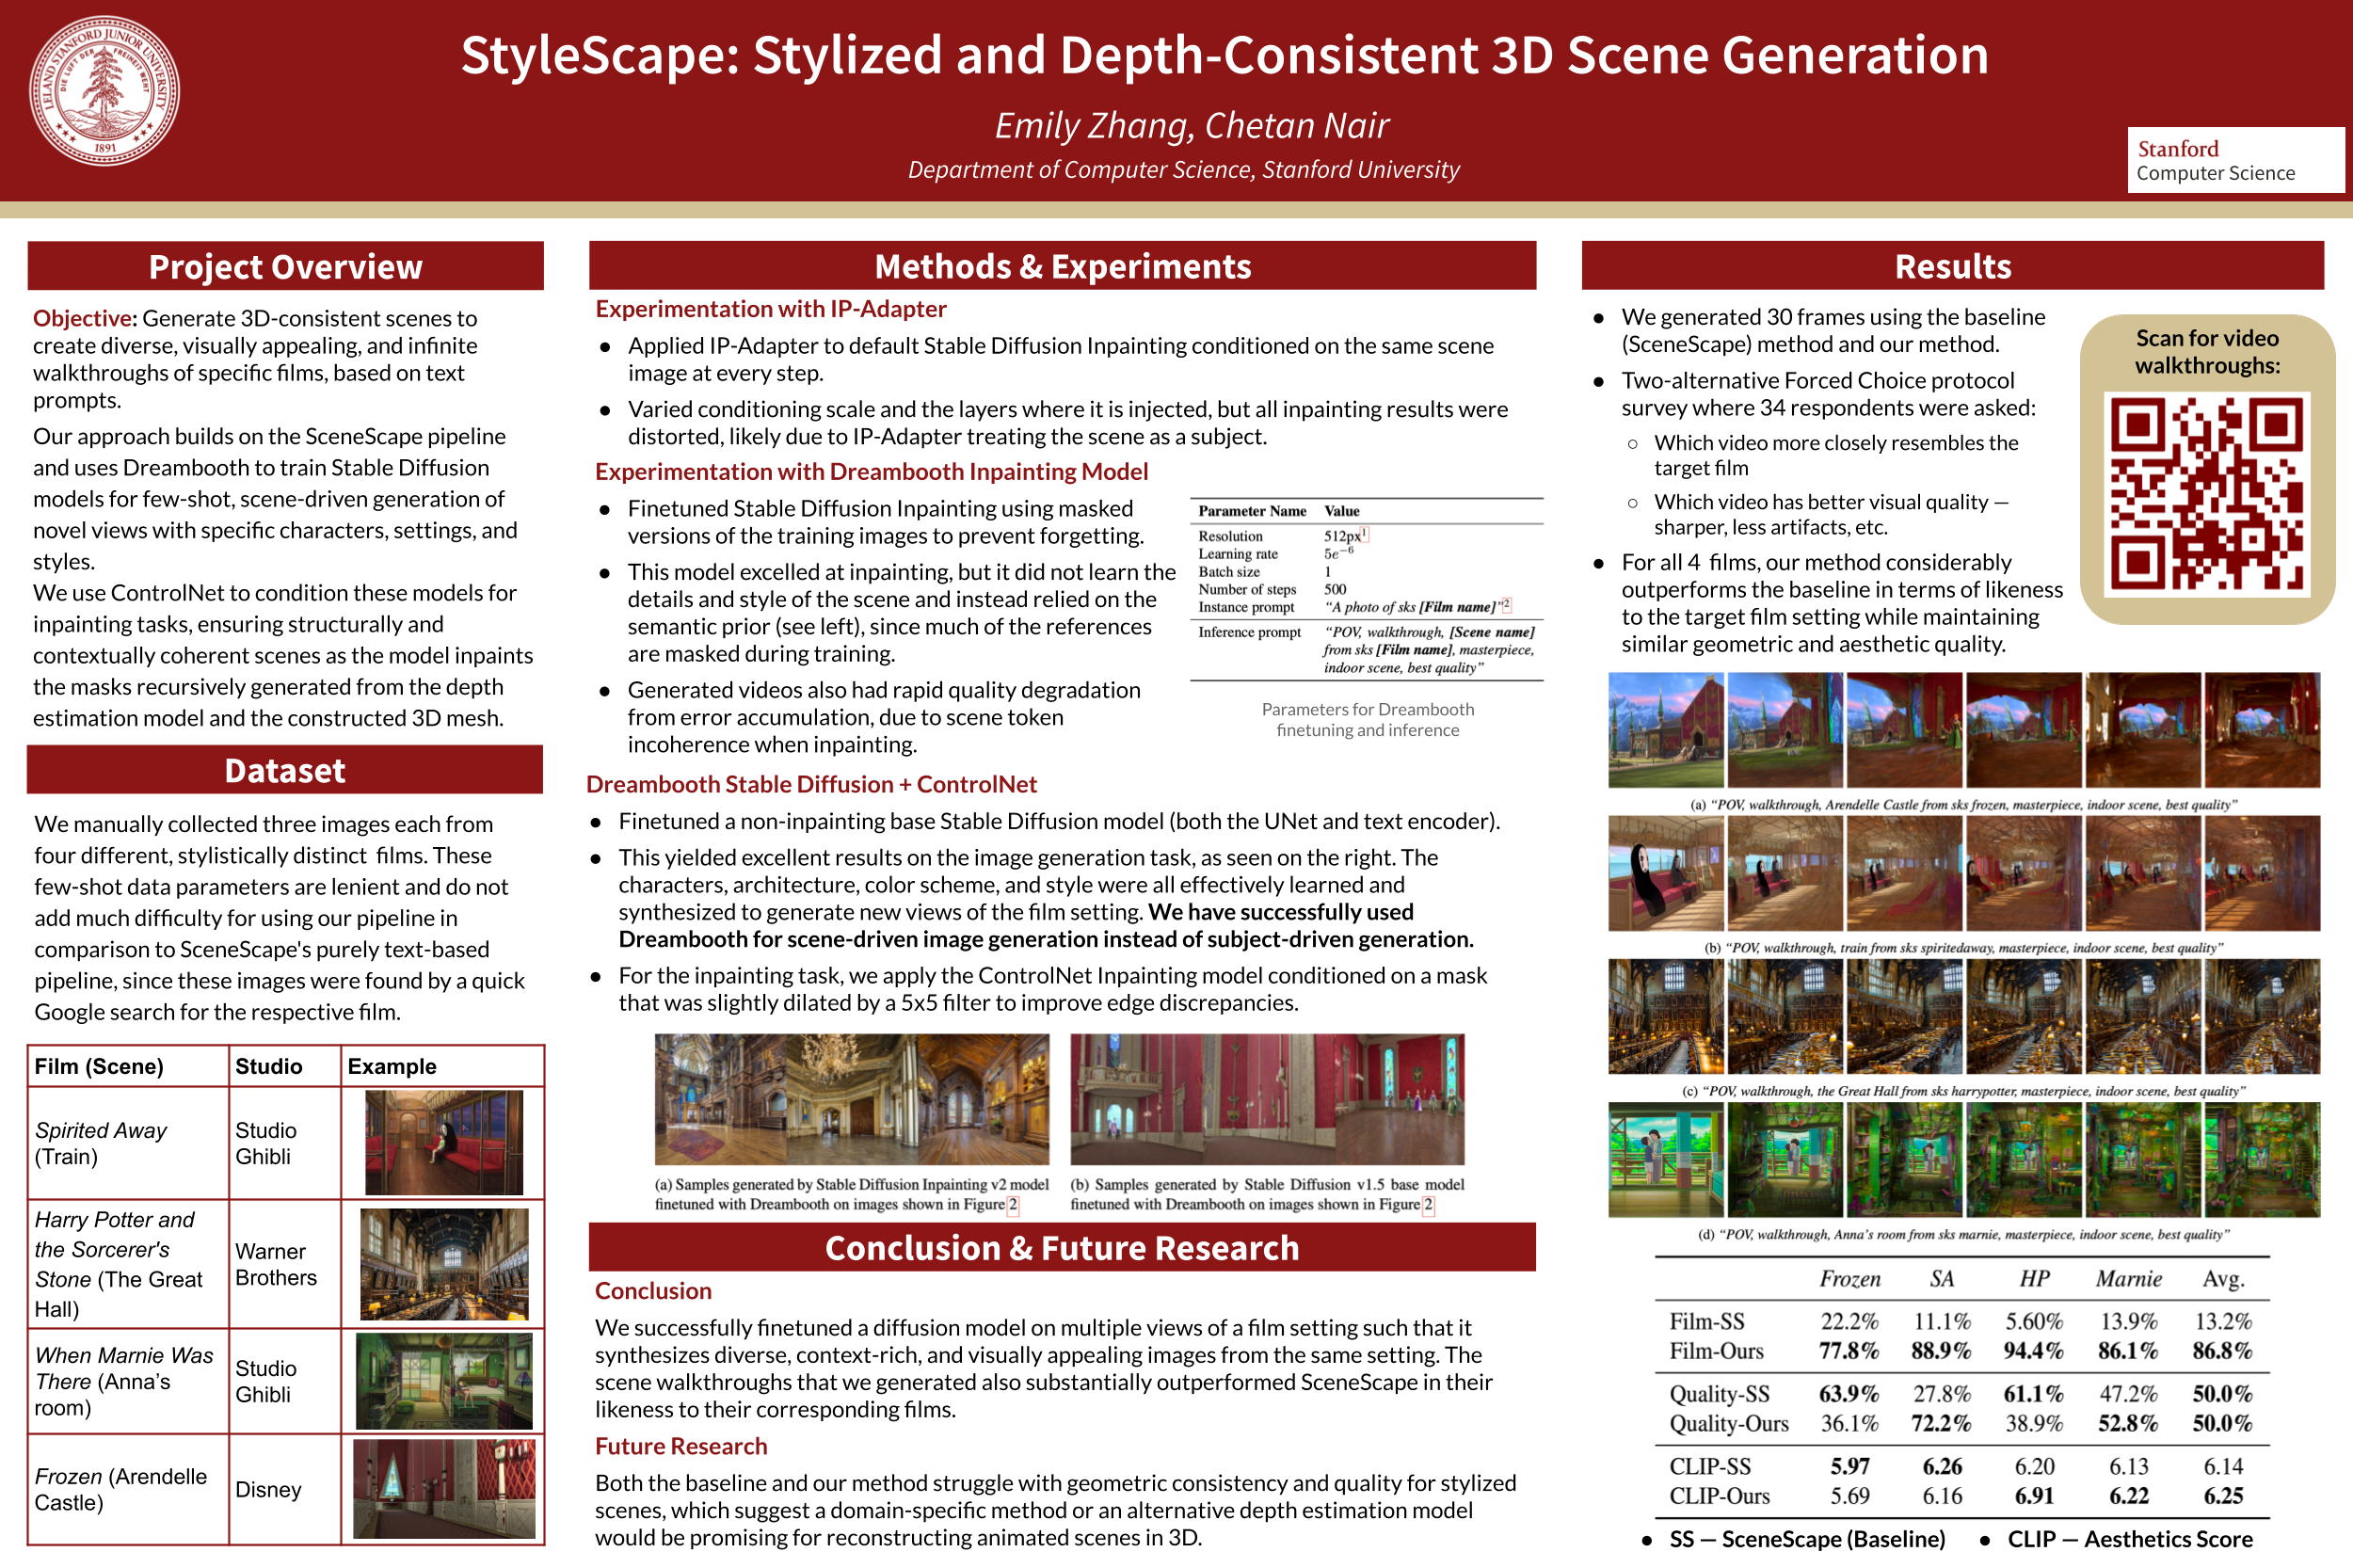 LELAND STANFORD JUNIOR UNIVERSITY
DIE LUFT DER FREIHEIT WEHT
1891
StyleScape: Stylized and Depth-Consistent 3D Scene Generation
Emily Zhang, Chetan Nair
Department of Computer Science, Stanford University
Stanford
Computer Science
Project Overview
Objective: Generate 3D-consistent scenes to
create diverse, visually appealing, and infinite
walkthroughs of specific films, based on text
prompts.
Our approach builds on the SceneScape pipeline
and uses Dreambooth to train Stable Diffusion
models for few-shot, scene-driven generation of
novel views with specific characters, settings, and
styles.
We use ControlNet to condition these models for
inpainting tasks, ensuring structurally and
contextually coherent scenes as the model inpaints
the masks recursively generated from the depth
estimation model and the constructed 3D mesh.
Dataset
We manually collected three images each from
four different, stylistically distinct films. These
few-shot data parameters are lenient and do not
add much difficulty for using our pipeline in
comparison to SceneScape's purely text-based
pipeline, since these images were found by a quick
Google search for the respective film.
Film (Scene) Studio Example
Spirited Away
(Train)
Studio
Ghibli
Harry Potter and
the Sorcerer's
Stone (The Great
Hall)
Warner
Brothers
When Marnie Was
There (Anna's
room)
Studio
Ghibli
Frozen (Arendelle
Castle)
Disney
Methods & Experiments
Experimentation with IP-Adapter
● Applied IP-Adapter to default Stable Diffusion Inpainting conditioned on the same scene
image at every step.
● Varied conditioning scale and the layers where it is injected, but all inpainting results were
distorted, likely due to IP-Adapter treating the scene as a subject.
Experimentation with Dreambooth Inpainting Model
● Finetuned Stable Diffusion Inpainting using masked
versions of the training images to prevent forgetting.
● This model excelled at inpainting, but it did not learn the
details and style of the scene and instead relied on the
semantic prior (see left), since much of the references
are masked during training.
● Generated videos also had rapid quality degradation
from error accumulation, due to scene token
incoherence when inpainting.
Parameter Name Value
Resolution 512px1
Learning rate 5e−6
Batch size 1
Number of steps 500
Instance prompt "A photo of sks [Film name]"2
Inference prompt "POV, walkthrough, [Scene name]
from sks [Film name], masterpiece,
indoor scene, best quality"
Parameters for Dreambooth
finetuning and inference
Dreambooth Stable Diffusion + ControlNet
● Finetuned a non-inpainting base Stable Diffusion model (both the UNet and text encoder).
● This yielded excellent results on the image generation task, as seen on the right. The
characters, architecture, color scheme, and style were all effectively learned and
synthesized to generate new views of the film setting. We have successfully used
Dreambooth for scene-driven image generation instead of subject-driven generation.
● For the inpainting task, we apply the ControlNet Inpainting model conditioned on a mask
that was slightly dilated by a 5x5 filter to improve edge discrepancies.
(a) Samples generated by Stable Diffusion Inpainting v2 model
finetuned with Dreambooth on images shown in Figure 2
(b) Samples generated by Stable Diffusion v1.5 base model
finetuned with Dreambooth on images shown in Figure 2
Conclusion & Future Research
Conclusion
We successfully finetuned a diffusion model on multiple views of a film setting such that it
synthesizes diverse, context-rich, and visually appealing images from the same setting. The
scene walkthroughs that we generated also substantially outperformed SceneScape in their
likeness to their corresponding films.
Future Research
Both the baseline and our method struggle with geometric consistency and quality for stylized
scenes, which suggest a domain-specific method or an alternative depth estimation model
would be promising for reconstructing animated scenes in 3D.
Results
● We generated 30 frames using the baseline
(SceneScape) method and our method.
● Two-alternative Forced Choice protocol
survey where 34 respondents were asked:
○ Which video more closely resembles the
target film
○ Which video has better visual quality —
sharper, less artifacts, etc.
● For all 4 films, our method considerably
outperforms the baseline in terms of likeness
to the target film setting while maintaining
similar geometric and aesthetic quality.
Scan for video
walkthroughs:
(a) "POV, walkthrough, Arendelle Castle from sks frozen, masterpiece, indoor scene, best quality"
(b) "POV, walkthrough, train from sks spiritedaway, masterpiece, indoor scene, best quality"
(c) "POV, walkthrough, the Great Hall from sks harrypotter, masterpiece, indoor scene, best quality"
(d) "POV, walkthrough, Anna's room from sks marnie, masterpiece, indoor scene, best quality"
Frozen SA HP Marnie Avg.
Film-SS 22.2% 11.1% 5.60% 13.9% 13.2%
Film-Ours 77.8% 88.9% 94.4% 86.1% 86.8%
Quality-SS 63.9% 27.8% 61.1% 47.2% 50.0%
Quality-Ours 36.1% 72.2% 38.9% 52.8% 50.0%
CLIP-SS 5.97 6.26 6.20 6.13 6.14
CLIP-Ours 5.69 6.16 6.91 6.22 6.25
● SS — SceneScape (Baseline) ● CLIP — Aesthetics Score